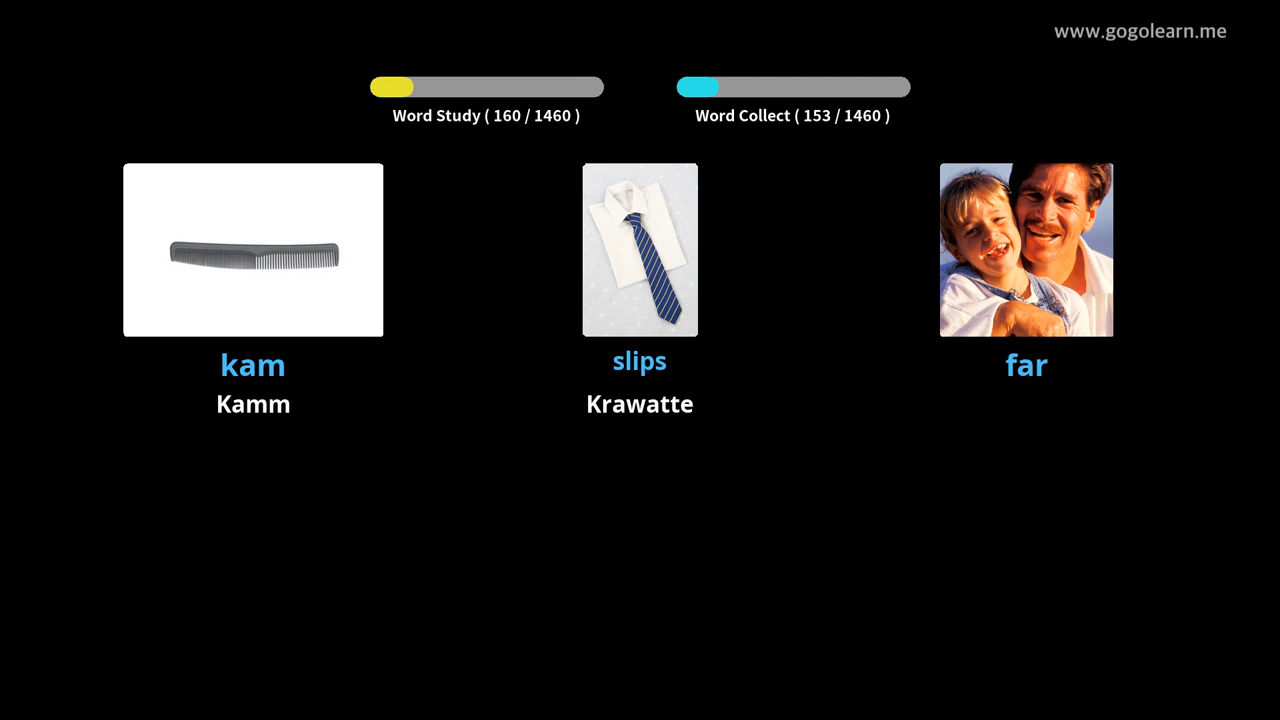 www.gogolearn.me
Word Study ( 160 / 1460 )
Word Collect ( 153 / 1460 )
kam
slips
far
Kamm
Krawatte